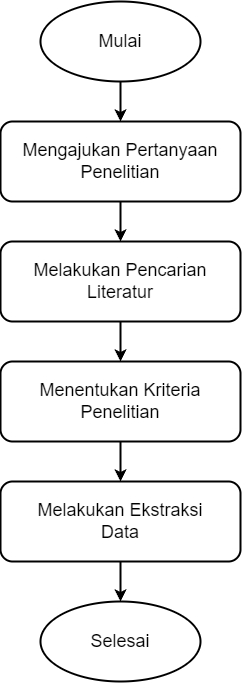 Mulai
Mengajukan Pertanyaan
Penelitian
Melakukan Pencarian
Literatur
Menentukan Kriteria
Penelitian
Melakukan Ekstraksi
Data
Selesai